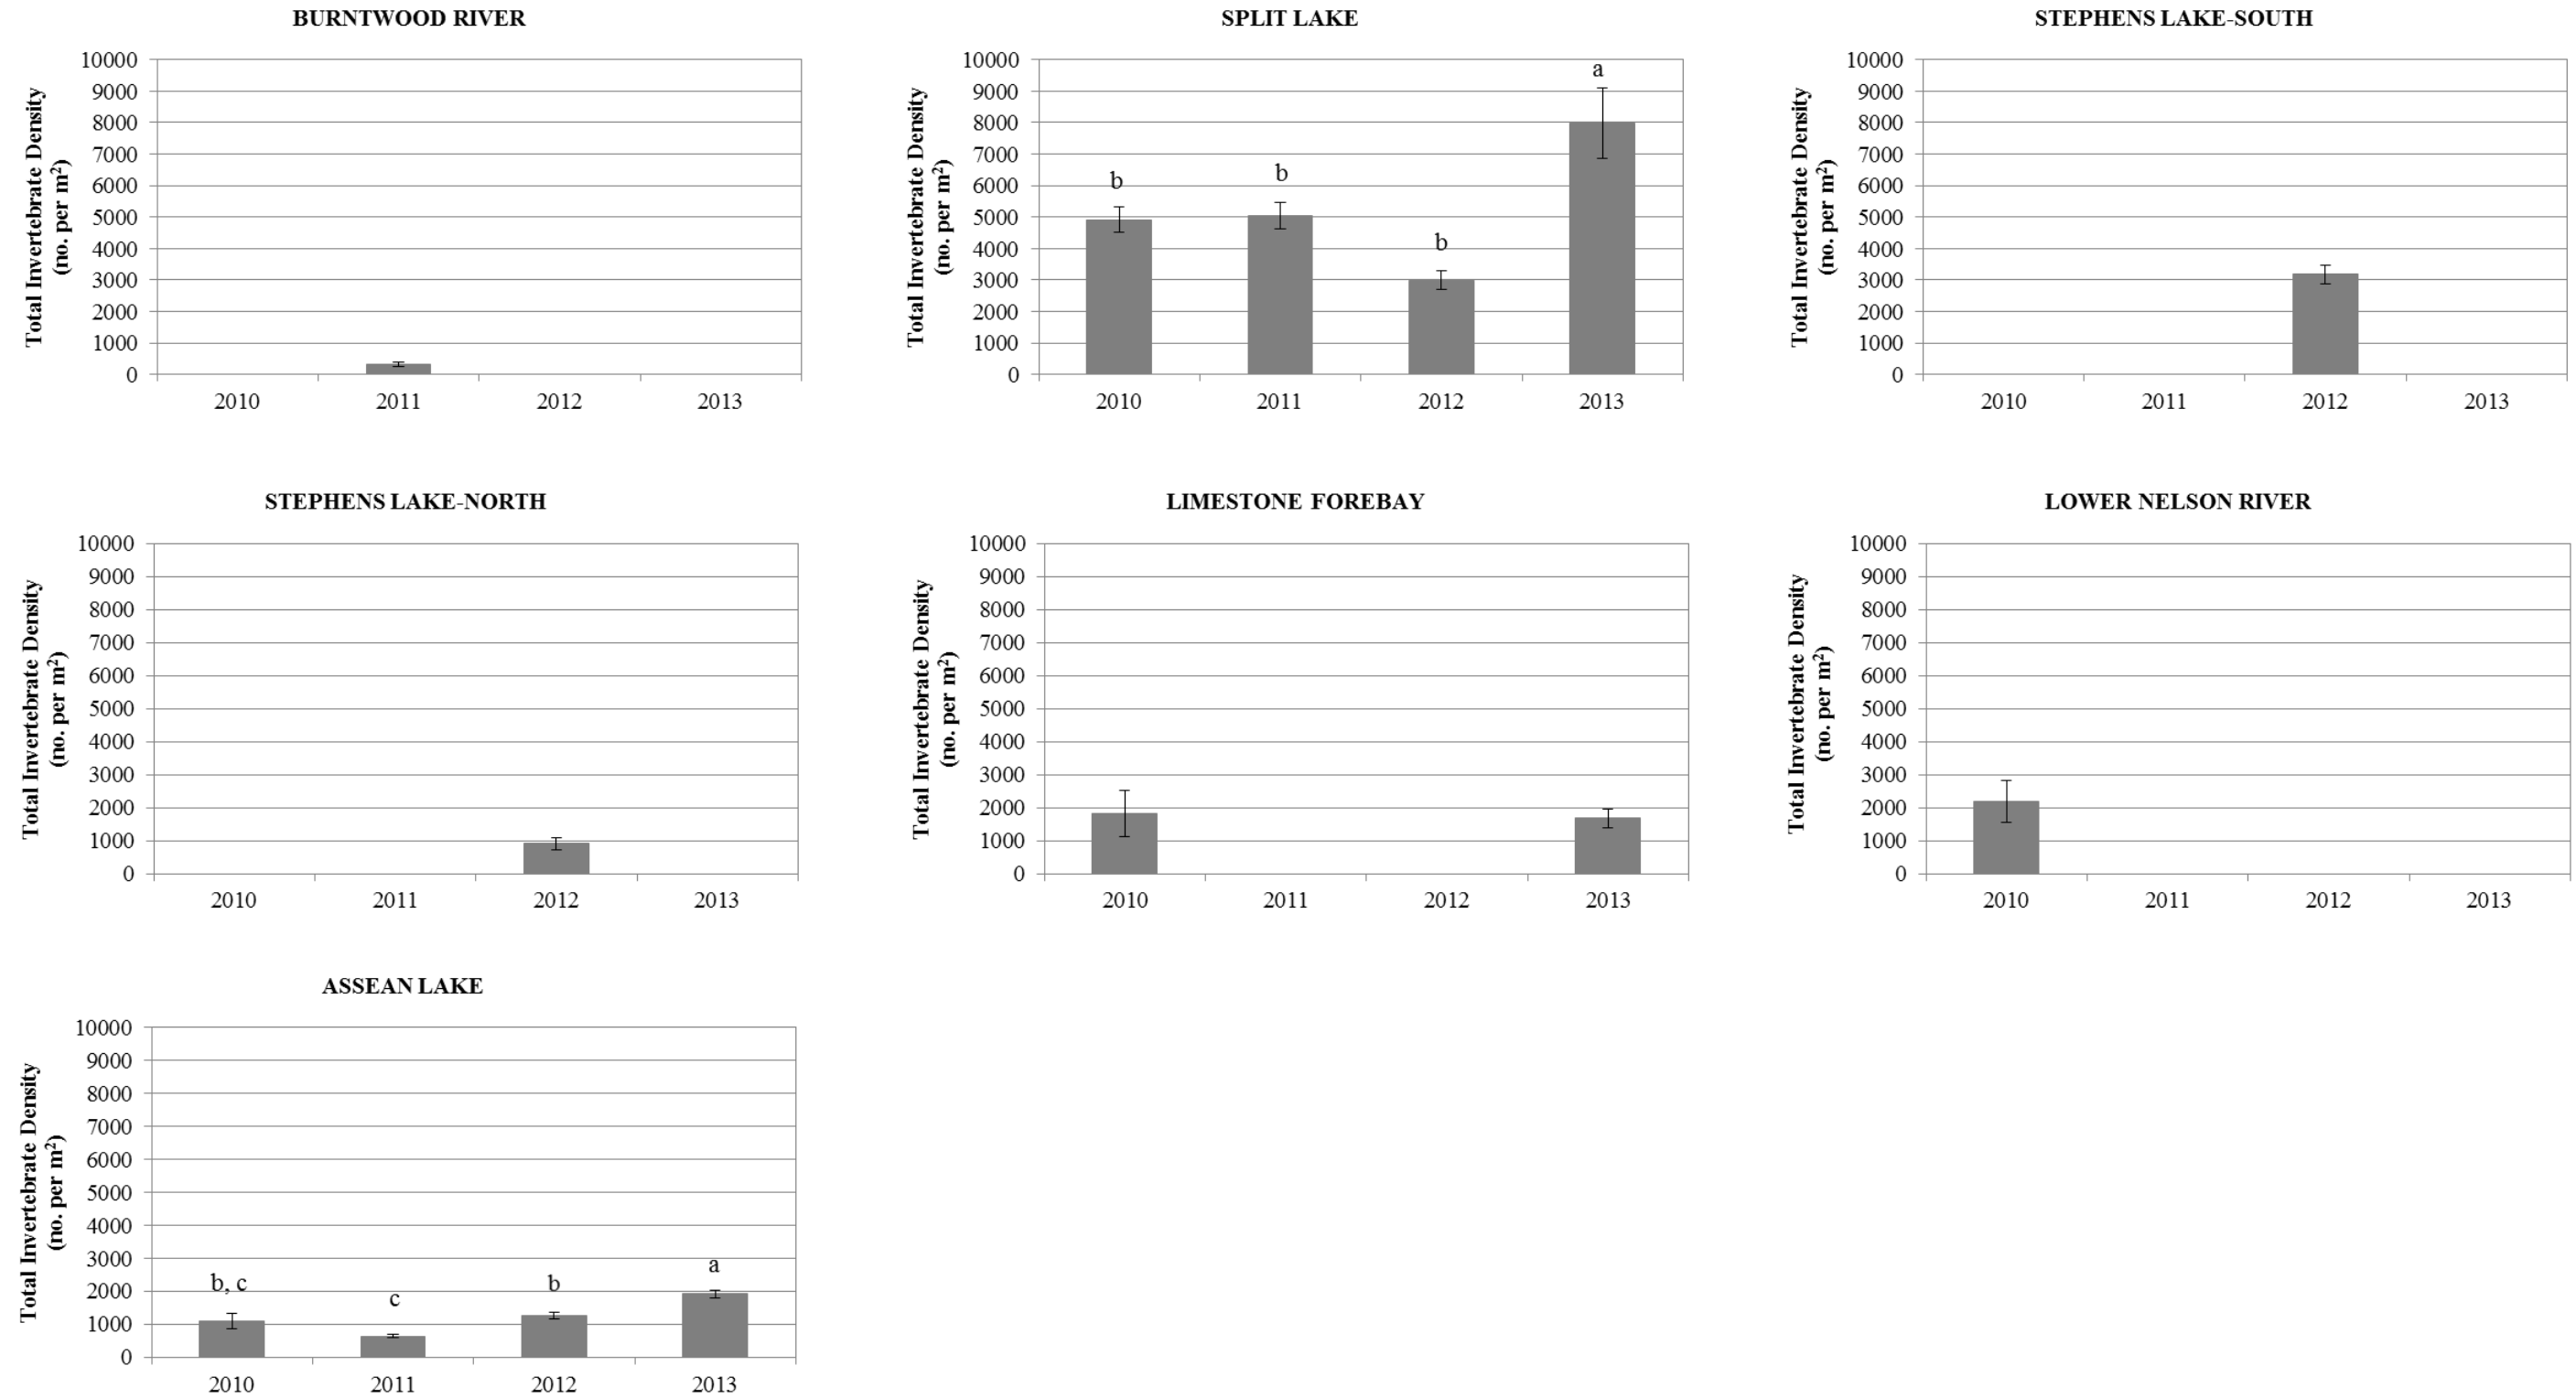 BURNTWOOD RIVER
Total Invertebrate Density
(no. per m²)
10000
9000
8000
7000
6000
5000
4000
3000
2000
1000
0
2010 2011 2012 2013
SPLIT LAKE
Total Invertebrate Density
(no. per m²)
10000
9000
8000
7000
6000
5000
4000
3000
2000
1000
0
b b b a
2010 2011 2012 2013
STEPHENS LAKE-SOUTH
Total Invertebrate Density
(no. per m²)
10000
9000
8000
7000
6000
5000
4000
3000
2000
1000
0
2010 2011 2012 2013
STEPHENS LAKE-NORTH
Total Invertebrate Density
(no. per m²)
10000
9000
8000
7000
6000
5000
4000
3000
2000
1000
0
2010 2011 2012 2013
LIMESTONE FOREBAY
Total Invertebrate Density
(no. per m²)
10000
9000
8000
7000
6000
5000
4000
3000
2000
1000
0
2010 2011 2012 2013
LOWER NELSON RIVER
Total Invertebrate Density
(no. per m²)
10000
9000
8000
7000
6000
5000
4000
3000
2000
1000
0
2010 2011 2012 2013
ASSEAN LAKE
Total Invertebrate Density
(no. per m²)
10000
9000
8000
7000
6000
5000
4000
3000
2000
1000
0
b, c c b a
2010 2011 2012 2013